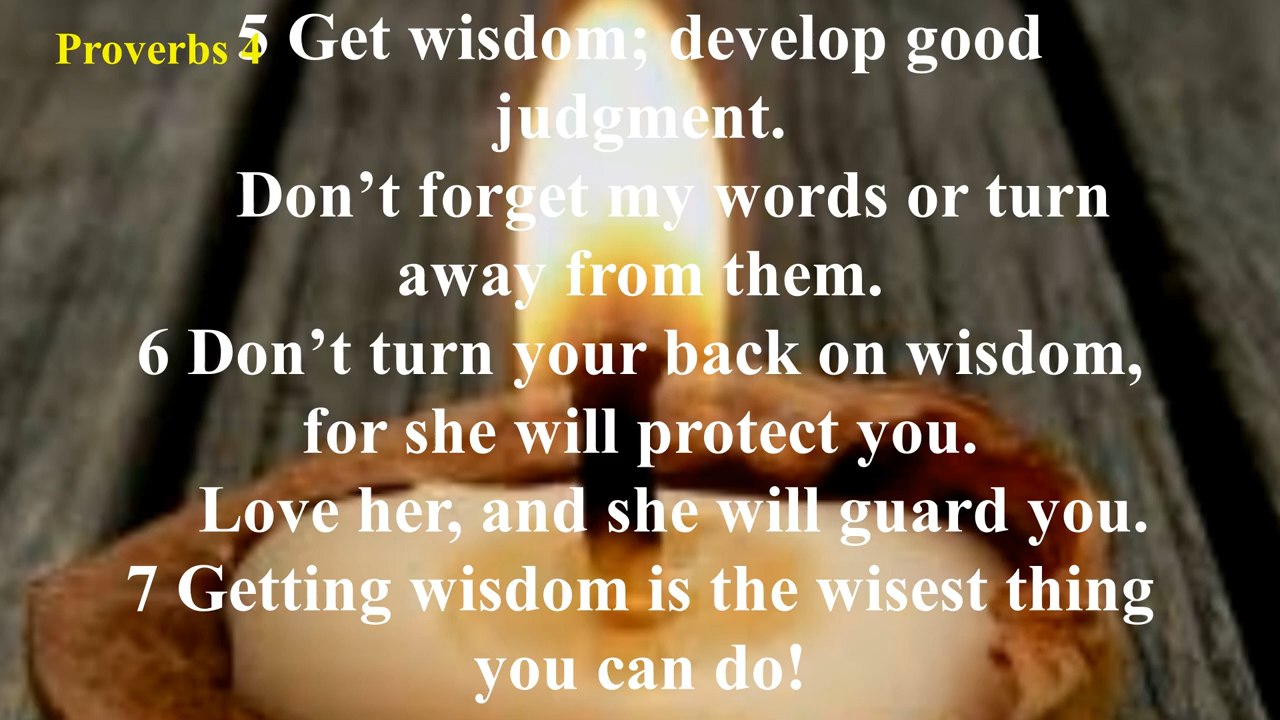 Proverbs 4
5 Get wisdom; develop good
judgment.
Don’t forget my words or turn
away from them.
6 Don’t turn your back on wisdom,
for she will protect you.
Love her, and she will guard you.
7 Getting wisdom is the wisest thing
you can do!